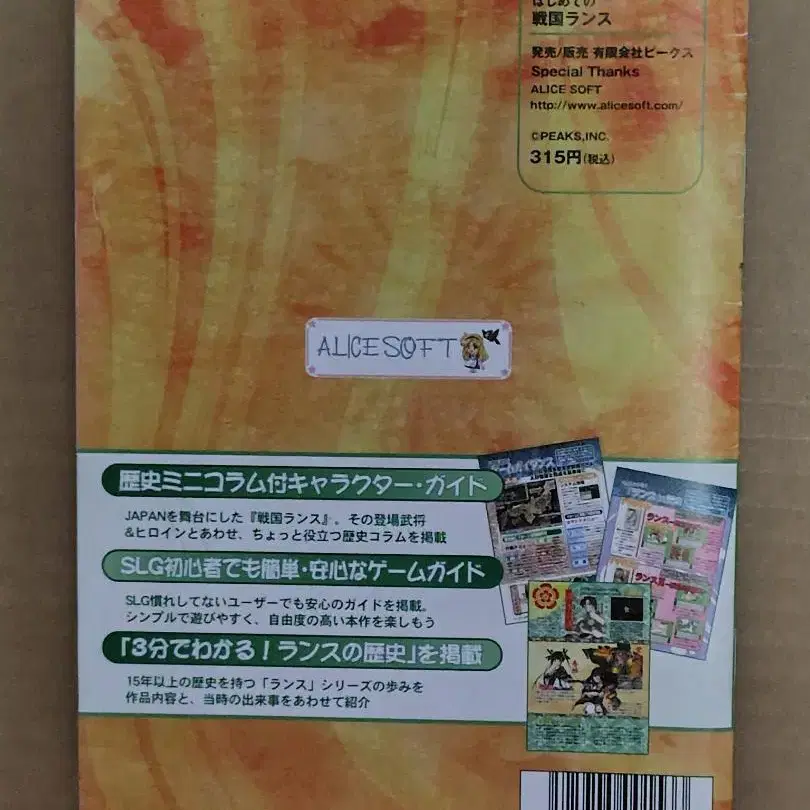 はじめての
戦国ランス
発売/販売 有限会社ピークス
Special Thanks
ALICE SOFT
http://www.alicesoft.com/
©PEAKS,INC.
315円(税込)
ALICESOFT
歴史ミニコラム付キャラクター・ガイド
JAPANを舞台にした『戦国ランス』。その登場武将
&ヒロインとあわせ、ちょっと役立つ歴史コラムを掲載
SLG初心者でも簡単・安心なゲームガイド
SLG慣れしてないユーザーでも安心のガイドを掲載。
シンプルで遊びやすく、自由度の高い本作を楽しもう
「3分でわかる!ランスの歴史」を掲載
15年以上の歴史を持つ「ランス」シリーズの歩みを
作品内容と、当時の出来事をあわせて紹介